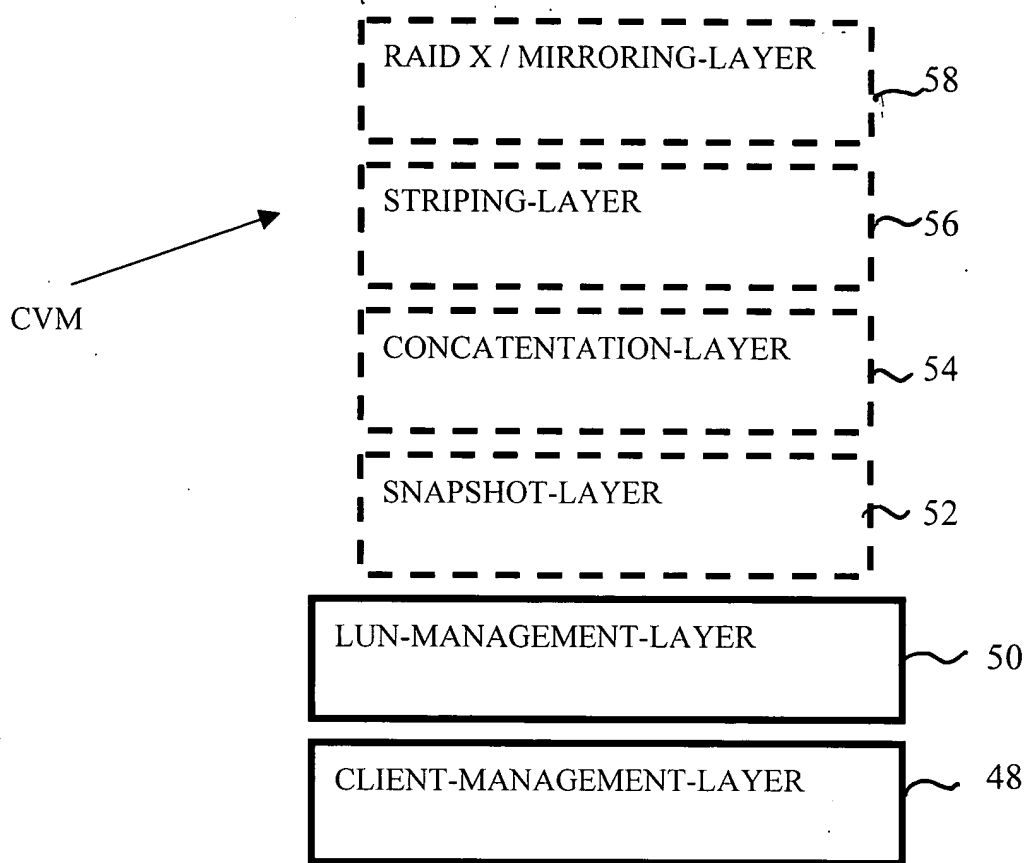 RAID X / MIRRORING-LAYER
58
STRIPING-LAYER
56
CVM
CONCATENTATION-LAYER
54
SNAPSHOT-LAYER
52
LUN-MANAGEMENT-LAYER
50
CLIENT-MANAGEMENT-LAYER
48